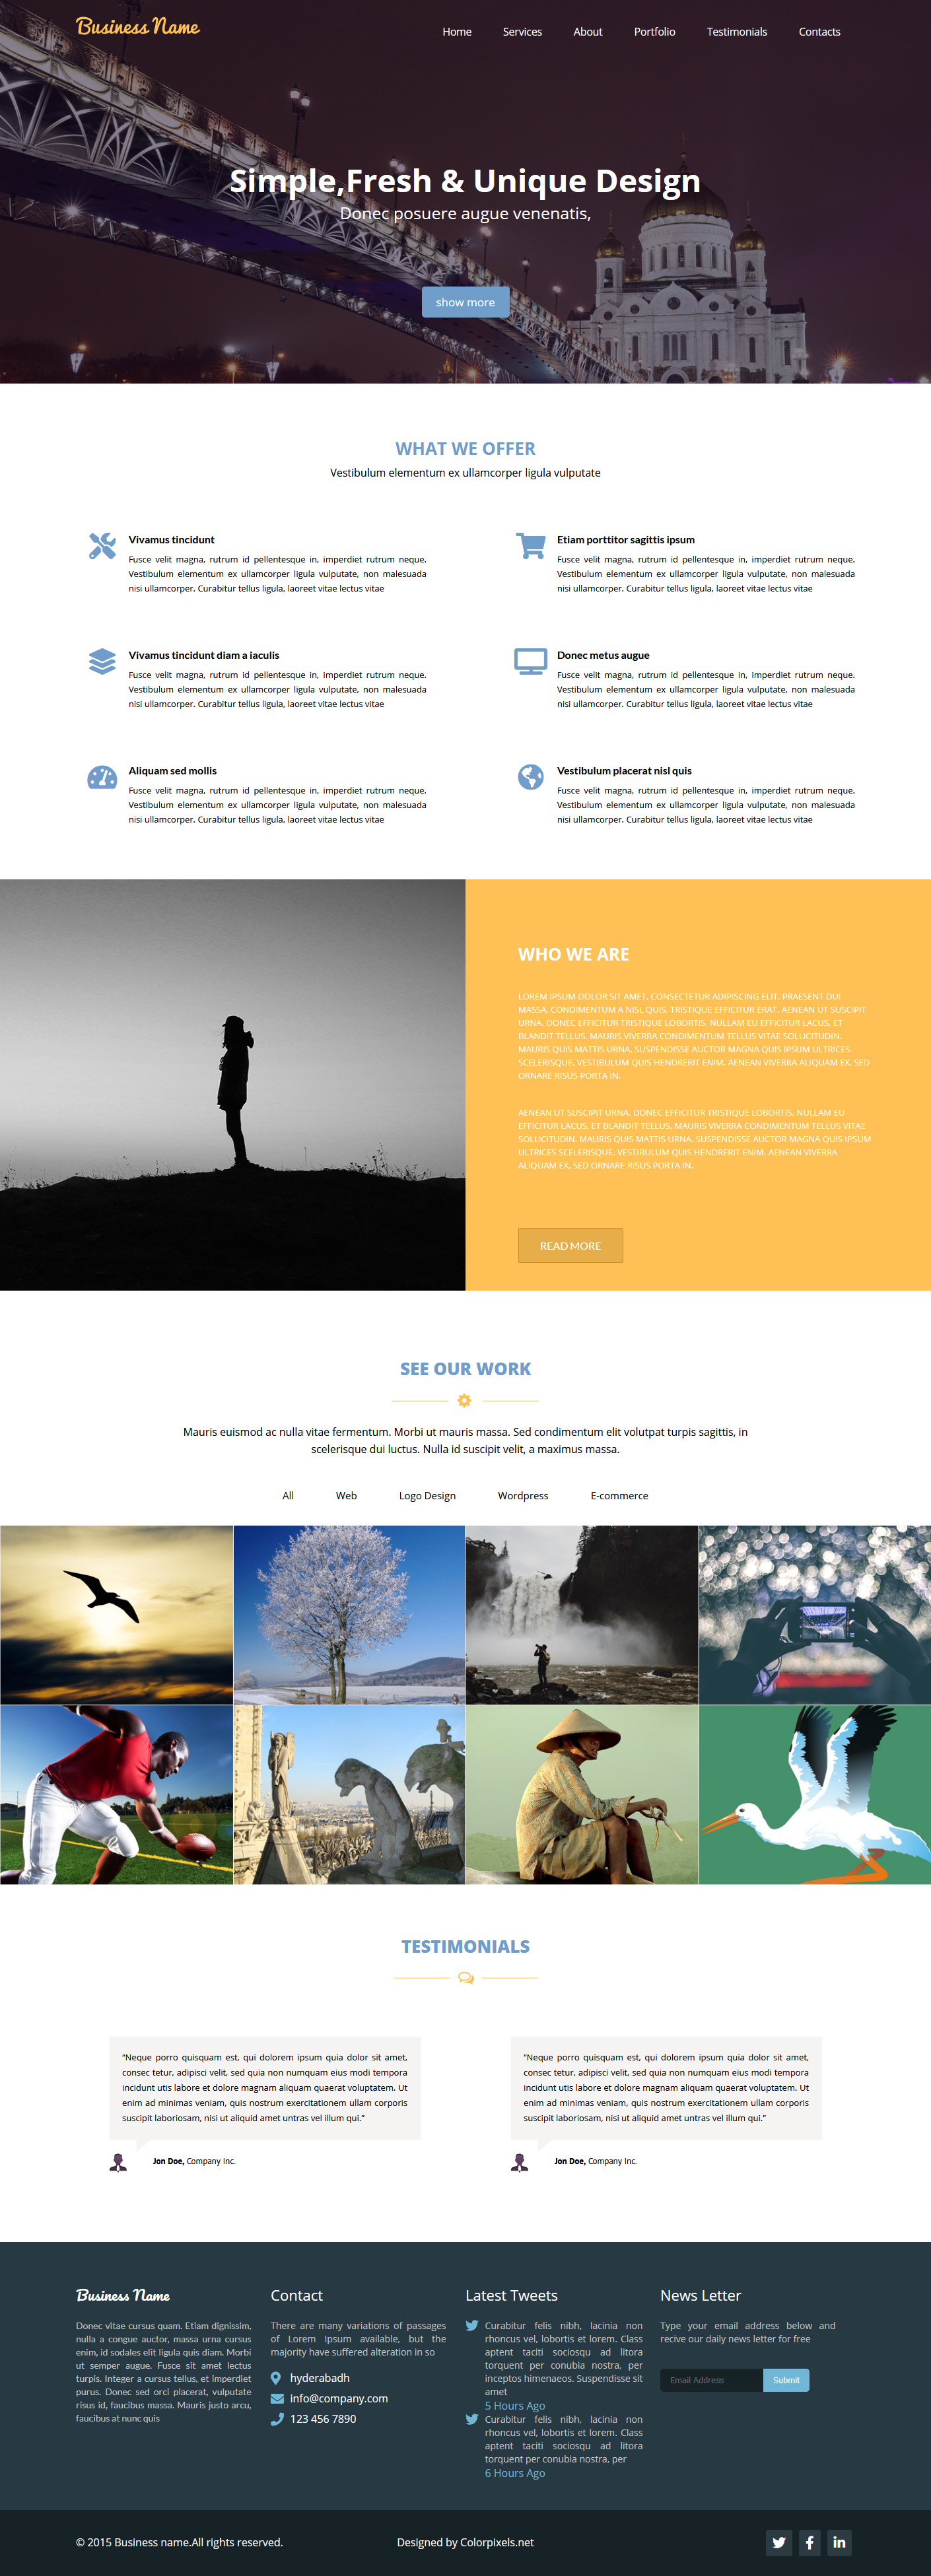 Business Name
Home Services About Portfolio Testimonials Contacts
Simple,Fresh & Unique Design
Donec posuere augue venenatis,
show more
WHAT WE OFFER
Vestibulum elementum ex ullamcorper ligula vulputate
Vivamus tincidunt
Fusce velit magna, rutrum id pellentesque in, imperdiet rutrum neque.
Vestibulum elementum ex ullamcorper ligula vulputate, non malesuada
nisi ullamcorper. Curabitur tellus ligula, laoreet vitae lectus vitae
Etiam porttitor sagittis ipsum
Fusce velit magna, rutrum id pellentesque in, imperdiet rutrum neque.
Vestibulum elementum ex ullamcorper ligula vulputate, non malesuada
nisi ullamcorper. Curabitur tellus ligula, laoreet vitae lectus vitae
Vivamus tincidunt diam a iaculis
Fusce velit magna, rutrum id pellentesque in, imperdiet rutrum neque.
Vestibulum elementum ex ullamcorper ligula vulputate, non malesuada
nisi ullamcorper. Curabitur tellus ligula, laoreet vitae lectus vitae
Donec metus augue
Fusce velit magna, rutrum id pellentesque in, imperdiet rutrum neque.
Vestibulum elementum ex ullamcorper ligula vulputate, non malesuada
nisi ullamcorper. Curabitur tellus ligula, laoreet vitae lectus vitae
Aliquam sed mollis
Fusce velit magna, rutrum id pellentesque in, imperdiet rutrum neque.
Vestibulum elementum ex ullamcorper ligula vulputate, non malesuada
nisi ullamcorper. Curabitur tellus ligula, laoreet vitae lectus vitae
Vestibulum placerat nisl quis
Fusce velit magna, rutrum id pellentesque in, imperdiet rutrum neque.
Vestibulum elementum ex ullamcorper ligula vulputate, non malesuada
nisi ullamcorper. Curabitur tellus ligula, laoreet vitae lectus vitae
WHO WE ARE
LOREM IPSUM DOLOR SIT AMET, CONSECTETUR ADIPISCING ELIT. PRAESENT DUI
MASSA, CONDIMENTUM A NISL QUIS, TRISTIQUE EFFICITUR ERAT. AENEAN UT SUSCIPIT
URNA. DONEC EFFICITUR TRISTIQUE LOBORTIS. NULLAM EU EFFICITUR LACUS, ET
BLANDIT TELLUS. MAURIS VIVERRA CONDIMENTUM TELLUS VITAE SOLLICITUDIN.
MAURIS QUIS MATTIS URNA. SUSPENDISSE AUCTOR MAGNA QUIS IPSUM ULTRICES
SCELERISQUE. VESTIBULUM QUIS HENDRERIT ENIM. AENEAN VIVERRA ALIQUAM EX, SED
ORNARE RISUS PORTA IN.
AENEAN UT SUSCIPIT URNA. DONEC EFFICITUR TRISTIQUE LOBORTIS. NULLAM EU
EFFICITUR LACUS, ET BLANDIT TELLUS. MAURIS VIVERRA CONDIMENTUM TELLUS VITAE
SOLLICITUDIN. MAURIS QUIS MATTIS URNA. SUSPENDISSE AUCTOR MAGNA QUIS IPSUM
ULTRICES SCELERISQUE. VESTIBULUM QUIS HENDRERIT ENIM. AENEAN VIVERRA
ALIQUAM EX, SED ORNARE RISUS PORTA IN.
READ MORE
SEE OUR WORK
Mauris euismod ac nulla vitae fermentum. Morbi ut mauris massa. Sed condimentum elit volutpat turpis sagittis, in
scelerisque dui luctus. Nulla id suscipit velit, a maximus massa.
All Web Logo Design Wordpress E-commerce
TESTIMONIALS
"Neque porro quisquam est, qui dolorem ipsum quia dolor sit amet,
consec tetur, adipisci velit, sed quia non numquam eius modi tempora
incidunt utis labore et dolore magnam aliquam quaerat voluptatem. Ut
enim ad minimas veniam, quis nostrum exercitationem ullam corporis
suscipit laboriosam, nisi ut aliquid amet untras vel illum qui."
Jon Doe, Company Inc.
"Neque porro quisquam est, qui dolorem ipsum quia dolor sit amet,
consec tetur, adipisci velit, sed quia non numquam eius modi tempora
incidunt utis labore et dolore magnam aliquam quaerat voluptatem. Ut
enim ad minimas veniam, quis nostrum exercitationem ullam corporis
suscipit laboriosam, nisi ut aliquid amet untras vel illum qui."
Jon Doe, Company Inc.
Business Name
Donec vitae cursus quam. Etiam dignissim,
nulla a congue auctor, massa urna cursus
enim, id sodales elit ligula quis diam. Morbi
ut semper augue. Fusce sit amet lectus
turpis. Integer a cursus tellus, et imperdiet
purus. Donec sed orci placerat, vulputate
risus id, faucibus massa. Mauris justo arcu,
faucibus at nunc quis
Contact
There are many variations of passages
of Lorem Ipsum available, but the
majority have suffered alteration in so
hyderabadh
info@company.com
123 456 7890
Latest Tweets
Curabitur felis nibh, lacinia non
rhoncus vel, lobortis et lorem. Class
aptent taciti sociosqu ad litora
torquent per conubia nostra, per
inceptos himenaeos. Suspendisse sit
amet
5 Hours Ago
Curabitur felis nibh, lacinia non
rhoncus vel, lobortis et lorem. Class
aptent taciti sociosqu ad litora
torquent per conubia nostra, per
6 Hours Ago
News Letter
Type your email address below and
recive our daily news letter for free
Email Address Submit
© 2015 Business name.All rights reserved.
Designed by Colorpixels.net